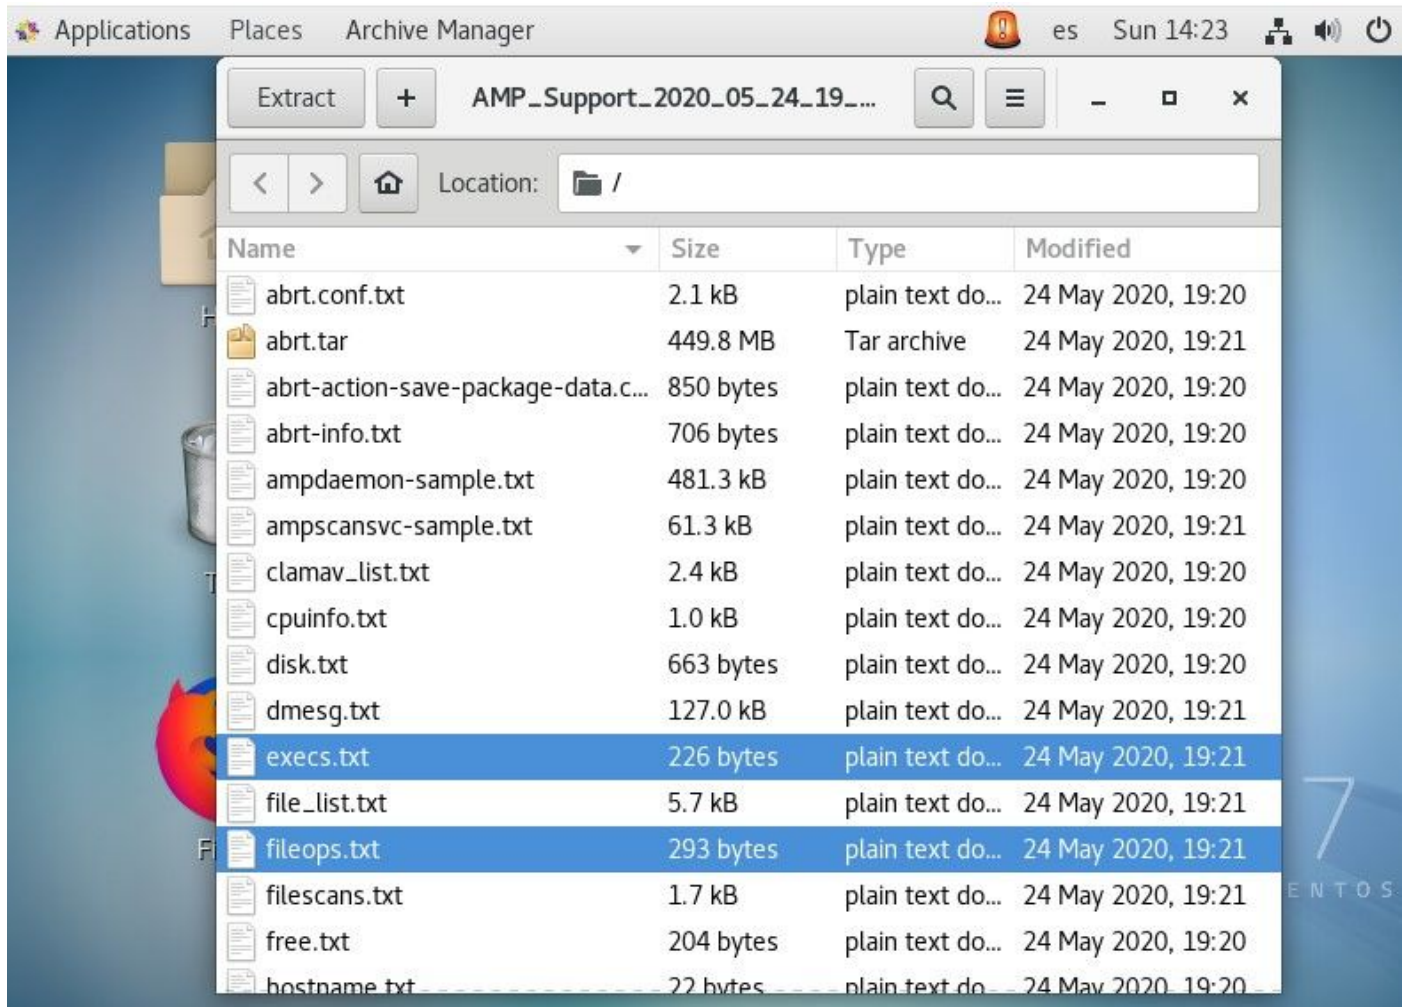 Applications Places Archive Manager es Sun 14:23
Extract + AMP_Support_2020_05_24_19_...
Location: /
Name Size Type Modified
abrt.conf.txt 2.1 kB plain text do... 24 May 2020, 19:20
abrt.tar 449.8 MB Tar archive 24 May 2020, 19:21
abrt-action-save-package-data.c... 850 bytes plain text do... 24 May 2020, 19:20
abrt-info.txt 706 bytes plain text do... 24 May 2020, 19:20
ampdaemon-sample.txt 481.3 kB plain text do... 24 May 2020, 19:20
ampscansvc-sample.txt 61.3 kB plain text do... 24 May 2020, 19:21
clamav_list.txt 2.4 kB plain text do... 24 May 2020, 19:20
cpuinfo.txt 1.0 kB plain text do... 24 May 2020, 19:20
disk.txt 663 bytes plain text do... 24 May 2020, 19:20
dmesg.txt 127.0 kB plain text do... 24 May 2020, 19:21
execs.txt 226 bytes plain text do... 24 May 2020, 19:21
file_list.txt 5.7 kB plain text do... 24 May 2020, 19:21
fileops.txt 293 bytes plain text do... 24 May 2020, 19:21
filescans.txt 1.7 kB plain text do... 24 May 2020, 19:21
free.txt 204 bytes plain text do... 24 May 2020, 19:20
hostname.txt 22 bytes plain text do... 24 May 2020, 19:20
H
T
Fi
7
ENTOS